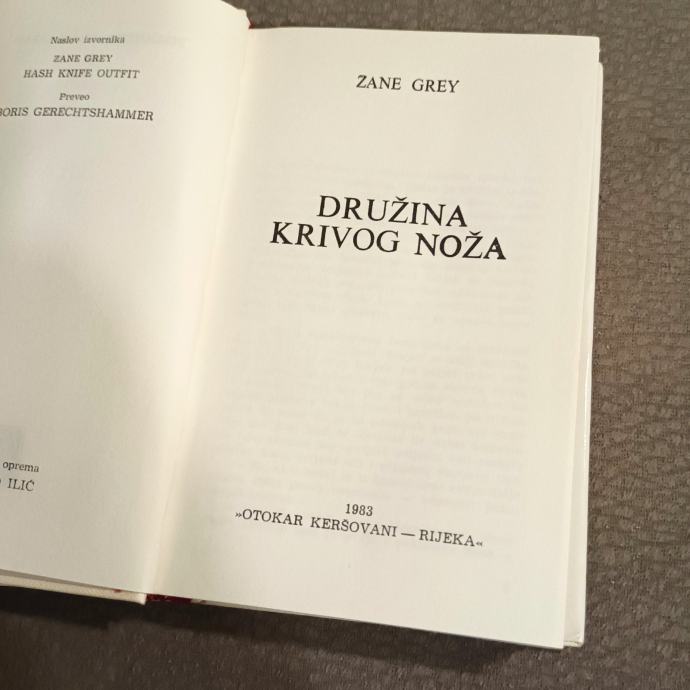 Naslov izvornika
ZANE GREY
HASH KNIFE OUTFIT
Preveo
BORIS GERECHTSHAMMER
oprema
ILIĆ
ZANE GREY
DRUŽINA
KRIVOG NOŽA
1983
»OTOKAR KERŠOVANI — RIJEKA«